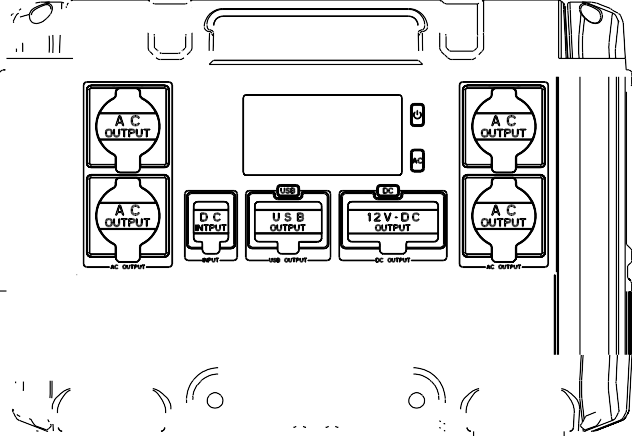 A C
OUTPUT
A C
OUTPUT
AC
A C
OUTPUT
A C
OUTPUT
AC OUTPUT
D C
INTPUT
INPUT
USB
U S B
OUTPUT
USB OUTPUT
DC
12V-DC
OUTPUT
DC OUTPUT
AC OUTPUT